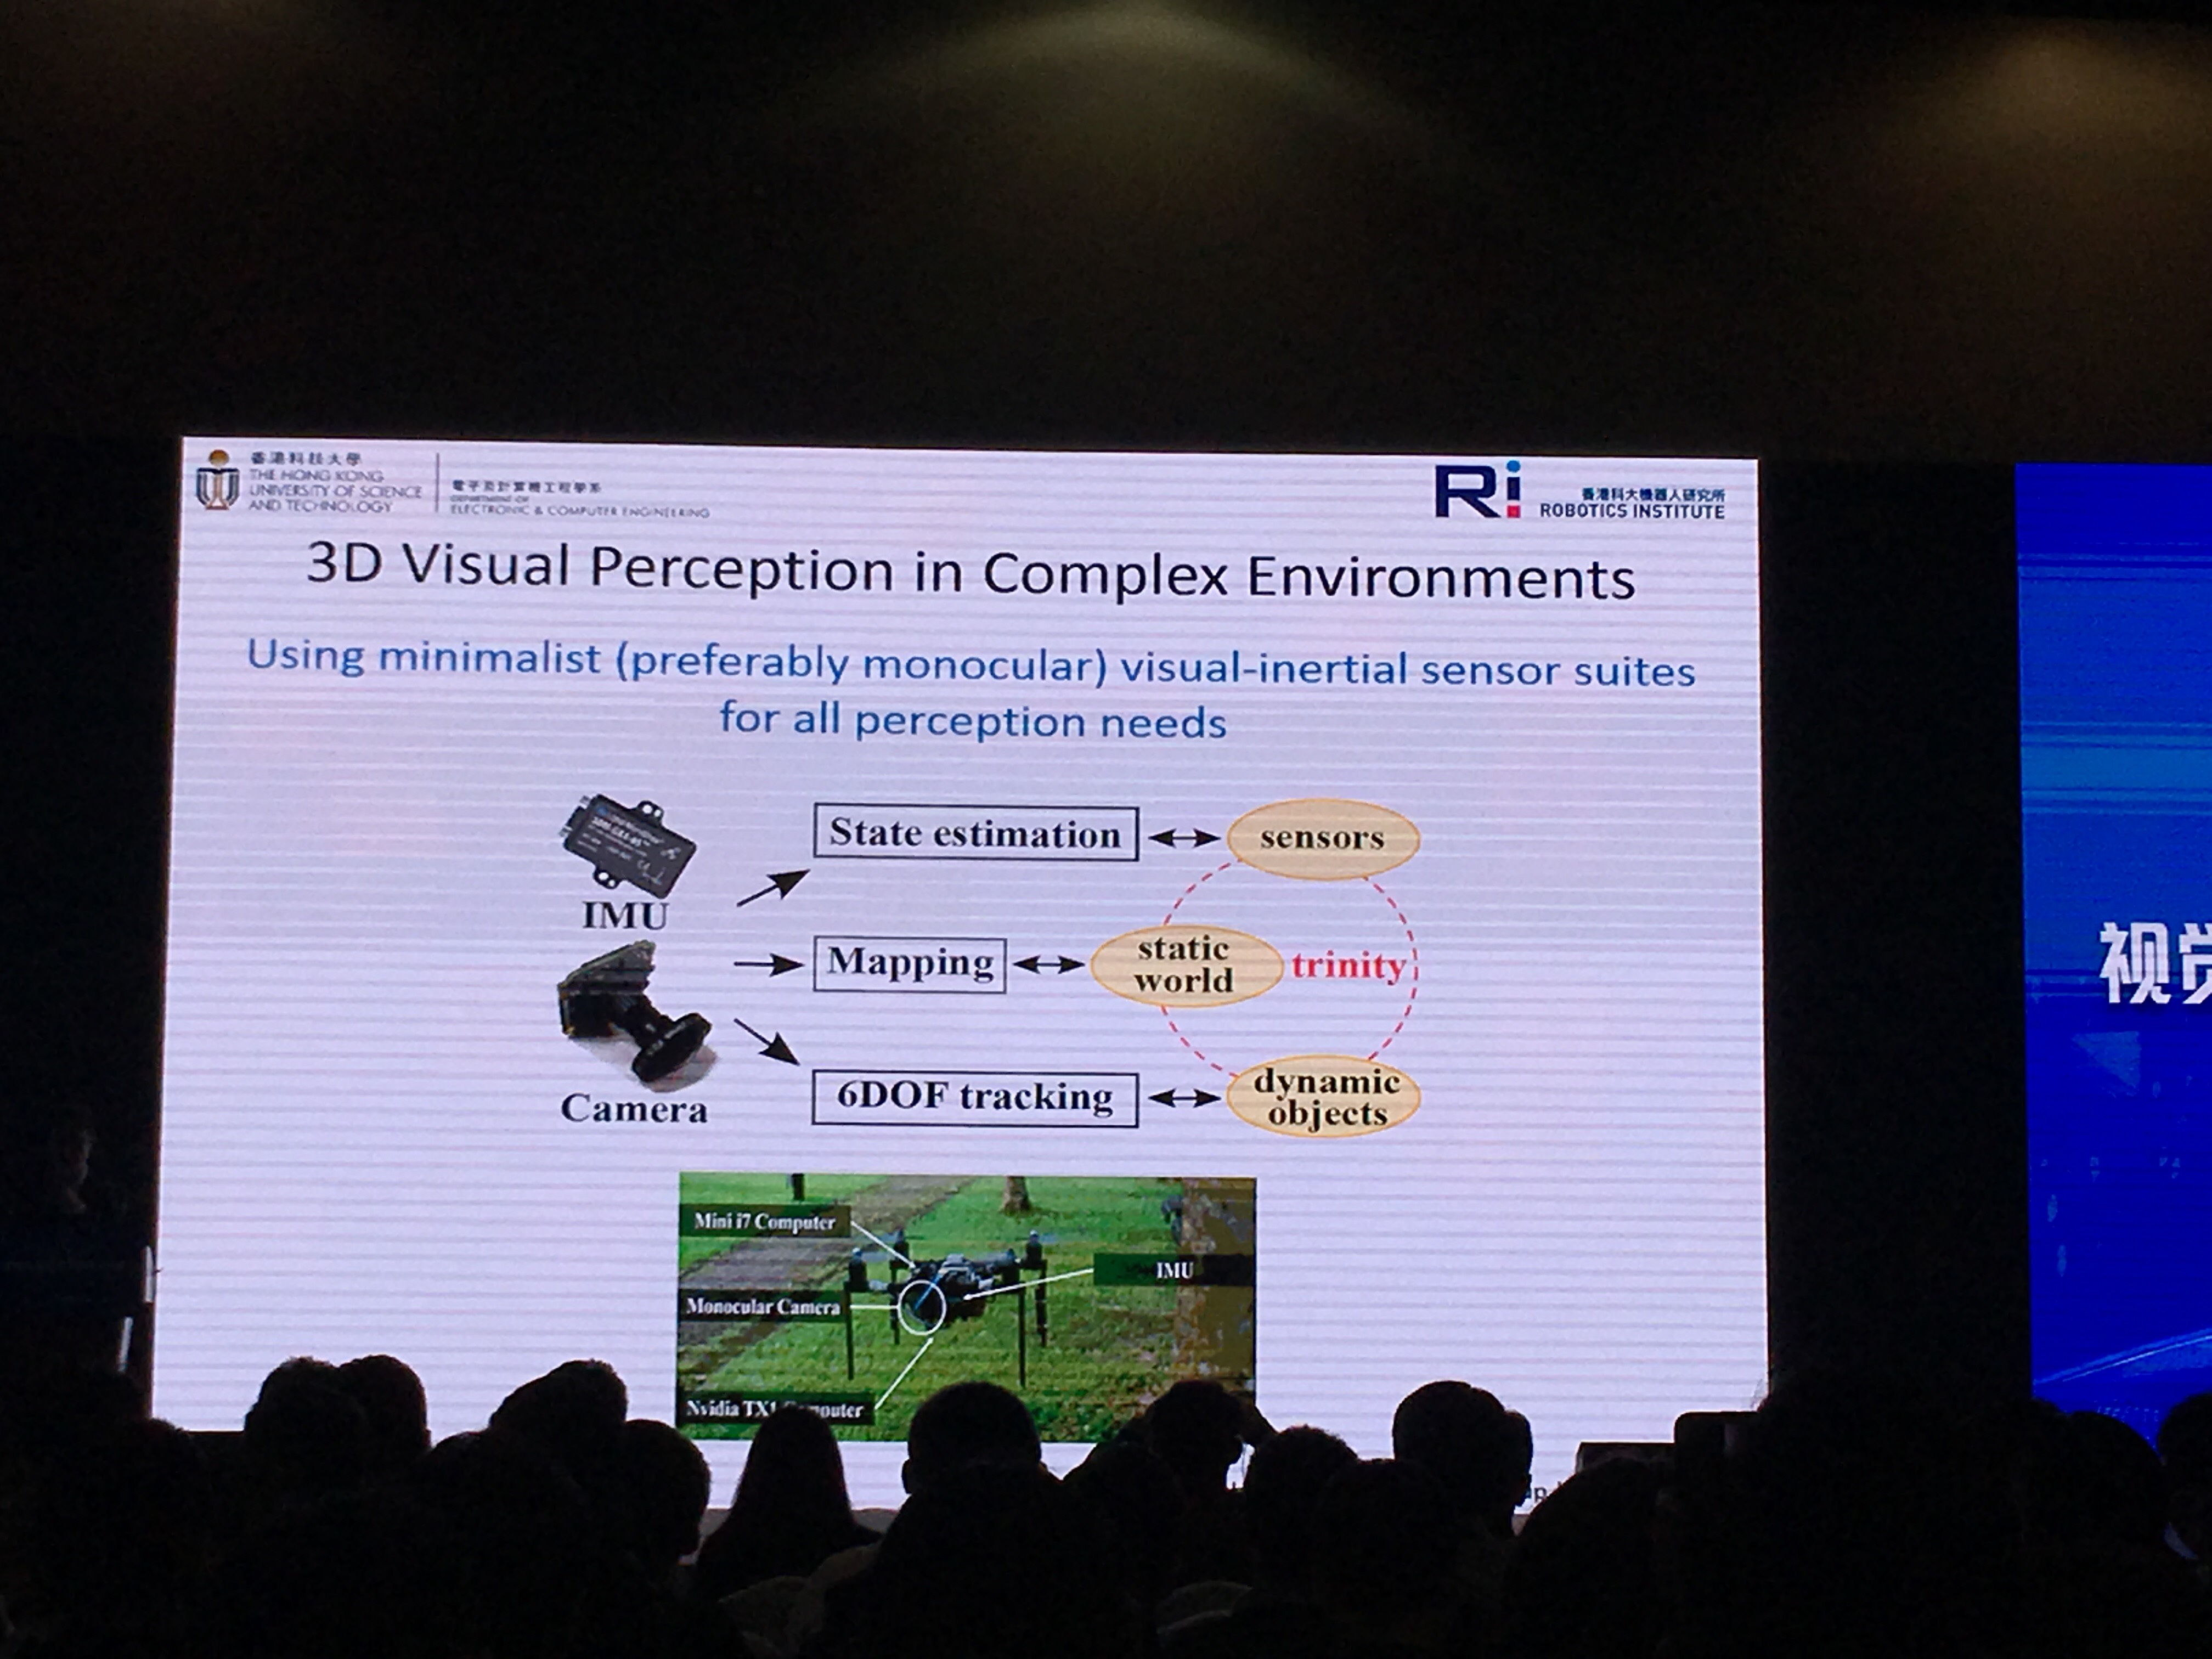 香港科技大學
THE HONG KONG
UNIVERSITY OF SCIENCE
AND TECHNOLOGY
電子及計算機工程學系
DEPARTMENT OF
ELECTRONIC & COMPUTER ENGINEERING
Ri
香港科大機器人研究所
ROBOTICS INSTITUTE
3D Visual Perception in Complex Environments
Using minimalist (preferably monocular) visual-inertial sensor suites
for all perception needs
IMU
Camera
State estimation
sensors
Mapping
static
world
trinity
6DOF tracking
dynamic
objects
Mini i7 Computer
IMU
Monocular Camera
Nvidia TX1
视觉